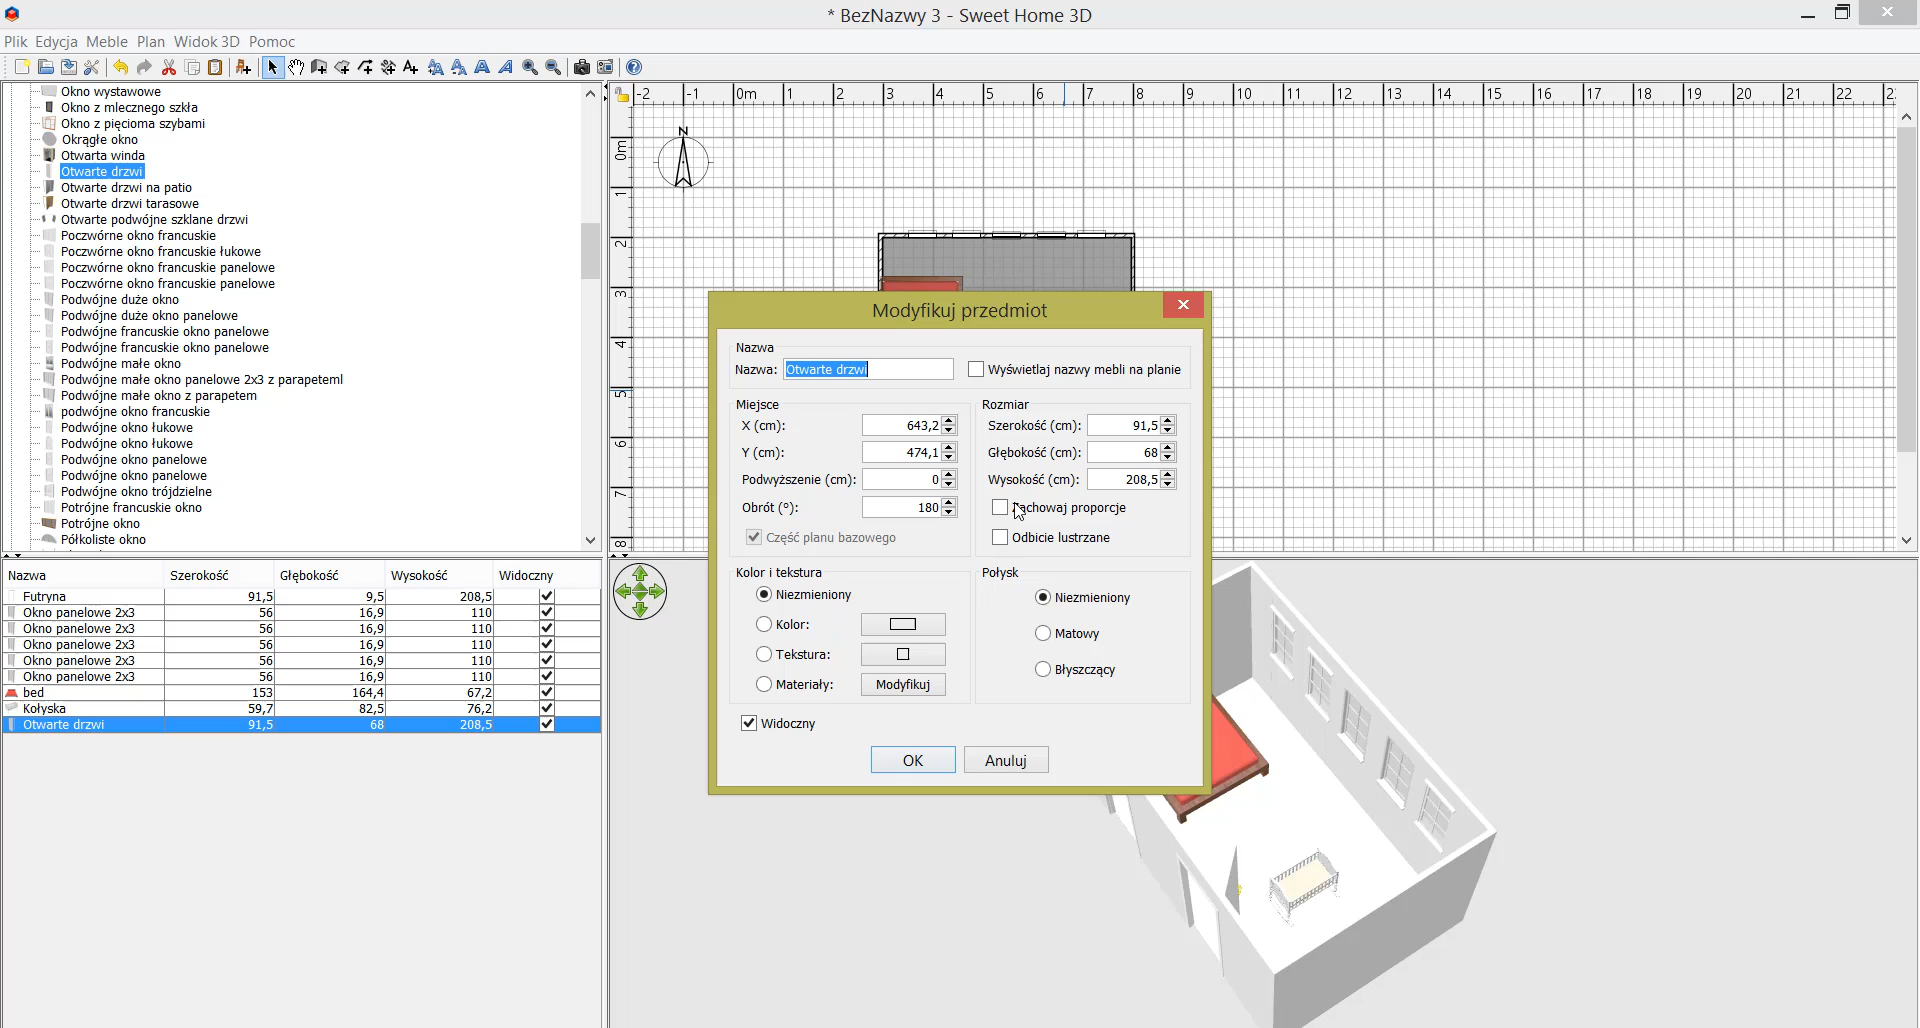 * BezNazwy 3 - Sweet Home 3D
Plik Edycja Meble Plan Widok 3D Pomoc
Okno wystawowe
Okno z mlecznego szkła
Okno z pięcioma szybami
Okrągłe okno
Otwarta winda
Otwarte drzwi
Otwarte drzwi na patio
Otwarte drzwi tarasowe
Otwarte podwójne szklane drzwi
Poczwórne okno francuskie
Poczwórne okno francuskie łukowe
Poczwórne okno francuskie panelowe
Poczwórne okno francuskie panelowe
Podwójne duże okno
Podwójne duże okno panelowe
Podwójne francuskie okno panelowe
Podwójne francuskie okno panelowe
Podwójne małe okno
Podwójne małe okno panelowe 2x3 z parapeteml
Podwójne małe okno z parapetem
podwójne okno francuskie
Podwójne okno łukowe
Podwójne okno łukowe
Podwójne okno panelowe
Podwójne okno panelowe
Podwójne okno trójdzielne
Potrójne francuskie okno
Potrójne okno
Półkoliste okno
-2 -1 0m 1 2 3 4 5 6 7 8 9 10 11 12 13 14 15 16 17 18 19 20 21 22
0m
1
2
3
4
5
6
7
8
N
Modyfikuj przedmiot
Nazwa
Nazwa: Otwarte drzwi Wyświetlaj nazwy mebli na planie
Miejsce
X (cm): 643,2
Y (cm): 474,1
Podwyższenie (cm): 0
Obrót (°): 180
Część planu bazowego
Rozmiar
Szerokość (cm): 91,5
Głębokość (cm): 68
Wysokość (cm): 208,5
Zachowaj proporcje
Odbicie lustrzane
Kolor i tekstura
Niezmieniony
Kolor:
Tekstura:
Materiały: Modyfikuj
Połysk
Niezmieniony
Matowy
Błyszczący
Widoczny
OK Anuluj
Nazwa Szerokość Głębokość Wysokość Widoczny
Futryna 91,5 9,5 208,5
Okno panelowe 2x3 56 16,9 110
Okno panelowe 2x3 56 16,9 110
Okno panelowe 2x3 56 16,9 110
Okno panelowe 2x3 56 16,9 110
Okno panelowe 2x3 56 16,9 110
bed 153 164,4 67,2
Kołyska 59,7 82,5 76,2
Otwarte drzwi 91,5 68 208,5